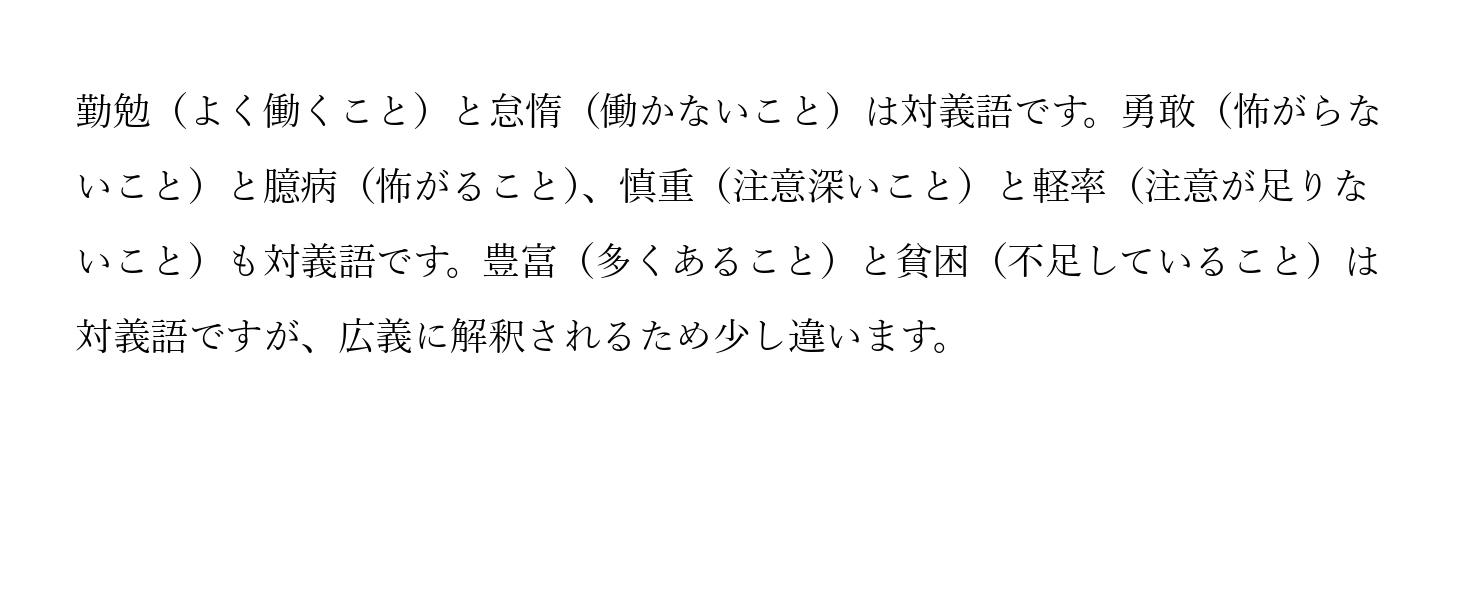 勤勉（よく働くこと）と怠惰（働かないこと）は対義語です。勇敢（怖がらな
いこと）と臆病（怖がること）、慎重（注意深いこと）と軽率（注意が足りな
いこと）も対義語です。豊富（多くあること）と貧困（不足していること）は
対義語ですが、広義に解釈されるため少し違います。